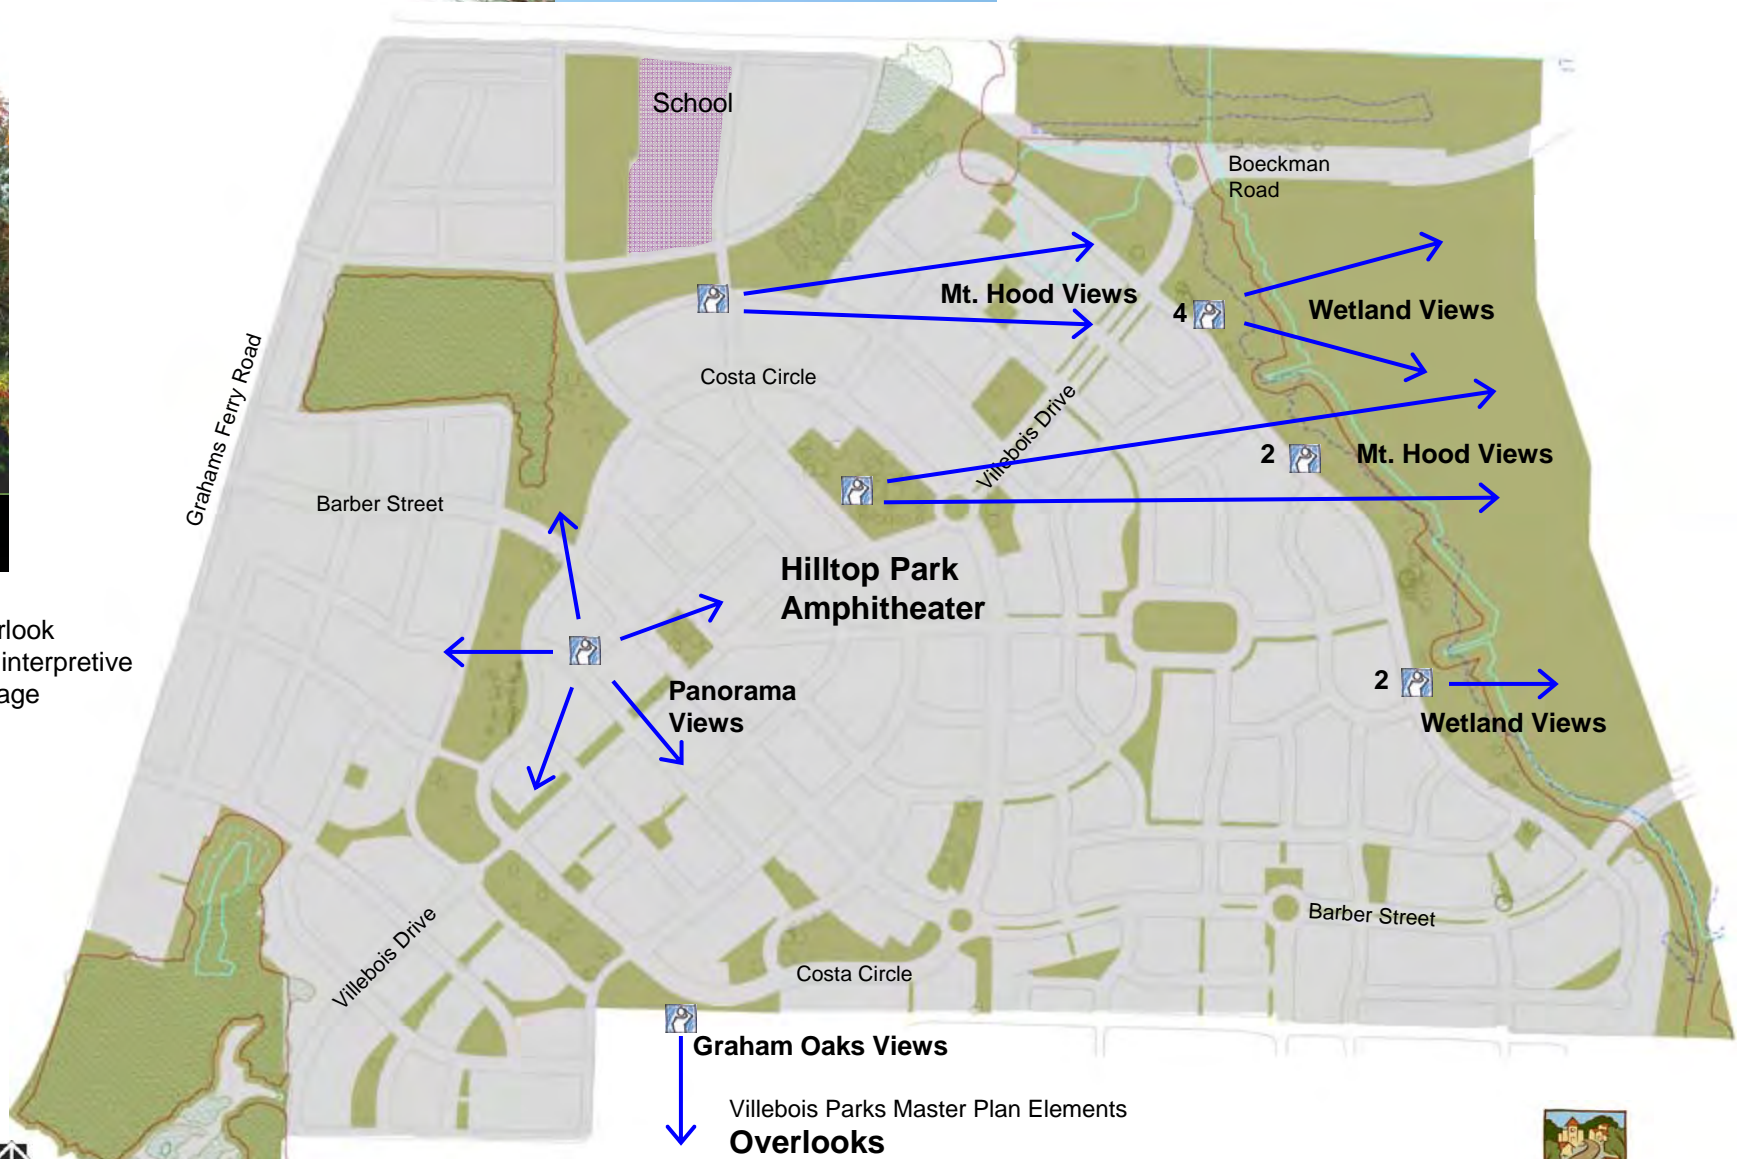 School
Boeckman
Road
Mt. Hood Views
4
Wetland Views
Costa Circle
Grahams Ferry Road
Villebois Drive
2
Mt. Hood Views
Barber Street
Hilltop Park
Amphitheater
interpretive
Panorama
Views
2
Wetland Views
Barber Street
Villebois Drive
Costa Circle
Graham Oaks Views
Villebois Parks Master Plan Elements
Overlooks